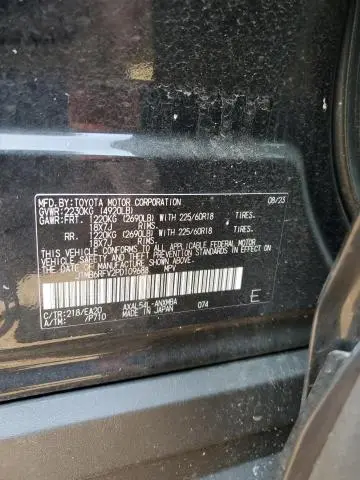 MFD.BY:TOYOTA MOTOR CORPORATION 08/23
GVWR:2230KG (4920LB)
GAWR:FRT. 1220KG (2690LB) WITH 225/60R18 TIRES.
18X7J RIMS.
RR. 1220KG (2690LB) WITH 225/60R18 TIRES.
18X7J RIMS.
THIS VEHICLE CONFORMS TO ALL APPLICABLE FEDERAL MOTOR
VEHICLE SAFETY AND THEFT PREVENTION STANDARDS IN EFFECT ON
THE DATE OF MANUFACTURE SHOWN ABOVE.
JTMB6RFV2PD109688 MPV
AXAL54L-ANXMBA 074 E
C/TR:218/EA20 MADE IN JAPAN
A/TM: /P710